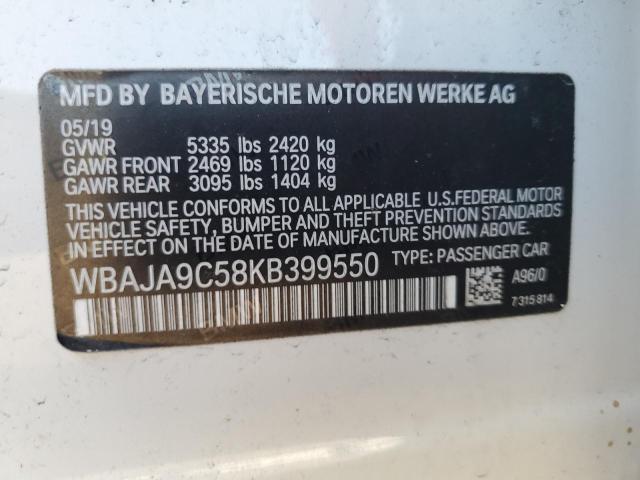 MFD BY BAYERISCHE MOTOREN WERKE AG
05/19
GVWR 5335 lbs 2420 kg
GAWR FRONT 2469 lbs 1120 kg
GAWR REAR 3095 lbs 1404 kg
THIS VEHICLE CONFORMS TO ALL APPLICABLE U.S.FEDERAL MOTOR
VEHICLE SAFETY, BUMPER AND THEFT PREVENTION STANDARDS
IN EFFECT ON THE DATE OF MANUFACTURE SHOWN ABOVE.
WBAJA9C58KB399550 TYPE: PASSENGER CAR
A96/0
7315814